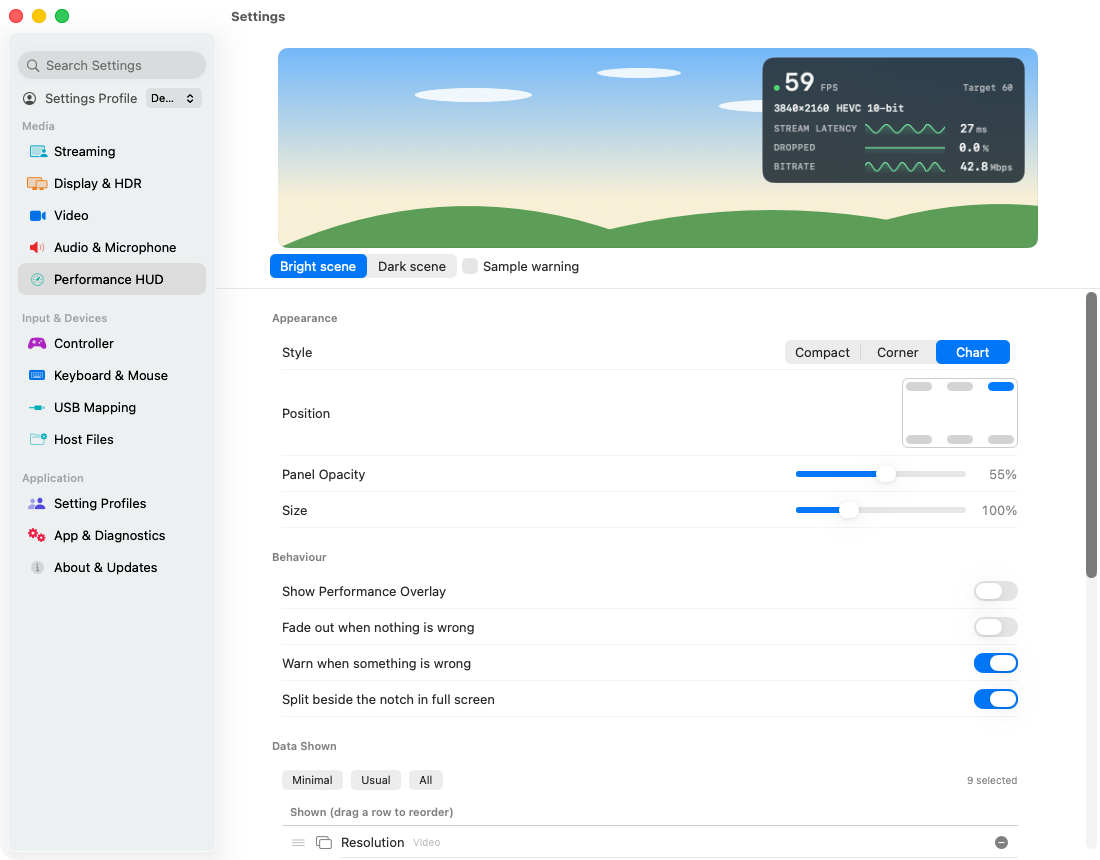 Settings
Search Settings
Settings Profile De...
Media
Streaming
Display & HDR
Video
Audio & Microphone
Performance HUD
Input & Devices
Controller
Keyboard & Mouse
USB Mapping
Host Files
Application
Setting Profiles
App & Diagnostics
About & Updates
59 FPS Target 60
3840×2160 HEVC 10-bit
STREAM LATENCY 27 ms
DROPPED 0.0 %
BITRATE 42.8 Mbps
Bright scene Dark scene Sample warning
Appearance
Style Compact Corner Chart
Position
Panel Opacity 55%
Size 100%
Behaviour
Show Performance Overlay
Fade out when nothing is wrong
Warn when something is wrong
Split beside the notch in full screen
Data Shown
Minimal Usual All 9 selected
Shown (drag a row to reorder)
Resolution Video